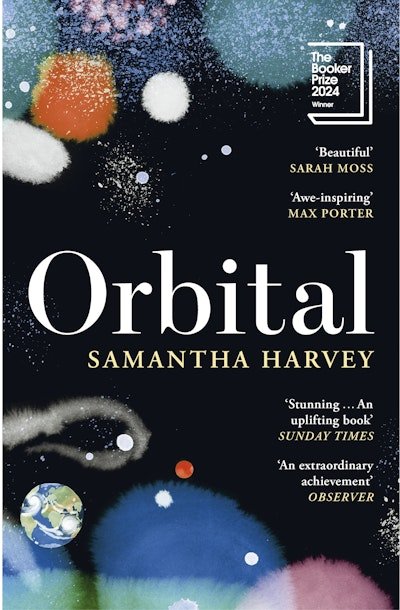 The
Booker
Prize
2024
Winner
‘Beautiful’
SARAH MOSS
‘Awe-inspiring’
MAX PORTER
Orbital
SAMANTHA HARVEY
‘Stunning … An
uplifting book’
SUNDAY TIMES
‘An extraordinary
achievement’
OBSERVER